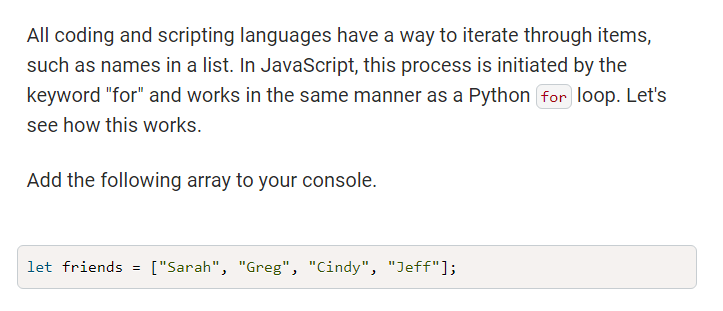 All coding and scripting languages have a way to iterate through items,
such as names in a list. In JavaScript, this process is initiated by the
keyword "for" and works in the same manner as a Python for loop. Let's
see how this works.
Add the following array to your console.
let friends = ["Sarah", "Greg", "Cindy", "Jeff"];